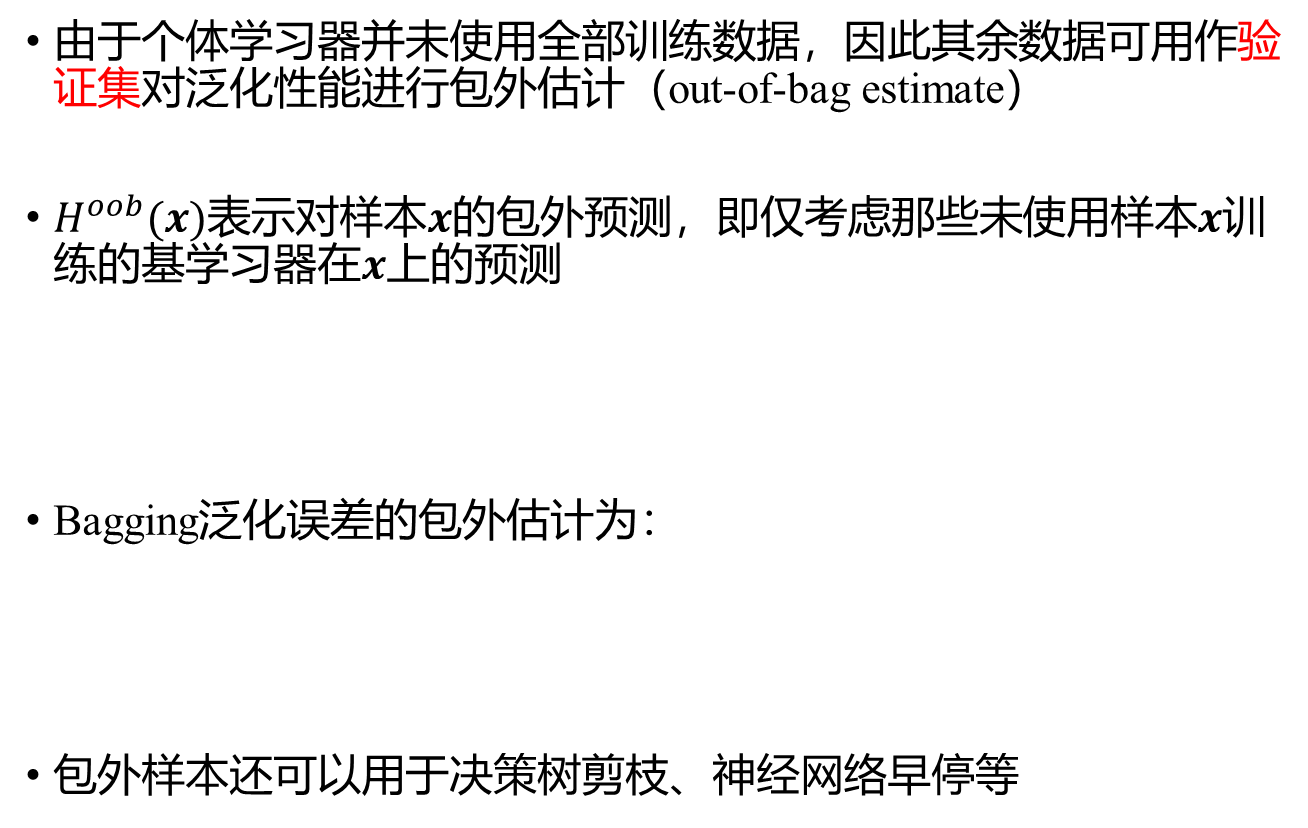 • 由于个体学习器并未使用全部训练数据，因此其余数据可用作验
证集对泛化性能进行包外估计（out-of-bag estimate）
• H^{oob}(x)表示对样本x的包外预测，即仅考虑那些未使用样本x训
练的基学习器在x上的预测
• Bagging泛化误差的包外估计为：
• 包外样本还可以用于决策树剪枝、神经网络早停等